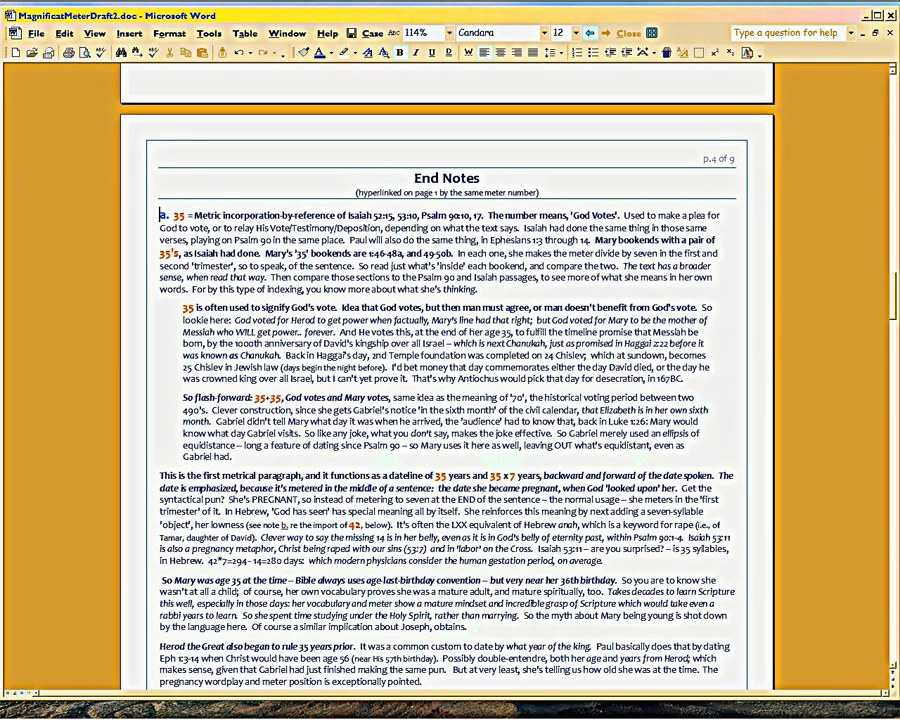 MagnificatMeterDraft2.doc - Microsoft Word
File Edit View Insert Format Tools Table Window Help Case 114% Candara 12 Close Type a question for help
p.4 of 9
End Notes
(hyperlinked on page 1 by the same meter number)
a. 35 = Metric incorporation-by-reference of Isaiah 52:15, 53:10, Psalm 90:10, 17. The number means, 'God Votes'. Used to make a plea for
God to vote, or to relay His Vote/Testimony/Deposition, depending on what the text says. Isaiah had done the same thing in those same
verses, playing on Psalm 90 in the same place. Paul will also do the same thing, in Ephesians 1:3 through 14. Mary bookends with a pair of
35's, as Isaiah had done. Mary's '35' bookends are 1:46-48a, and 49-50b. In each one, she makes the meter divide by seven in the first and
second 'trimester', so to speak, of the sentence. So read just what's 'inside' each bookend, and compare the two. The text has a broader
sense, when read that way. Then compare those sections to the Psalm 90 and Isaiah passages, to see more of what she means in her own
words. For by this type of indexing, you know more about what she's thinking.
35 is often used to signify God's vote. Idea that God votes, but then man must agree, or man doesn't benefit from God's vote. So
lookie here: God voted for Herod to get power when factually, Mary's line had that right; but God voted for Mary to be the mother of
Messiah who WILL get power.. forever. And He votes this, at the end of her age 35, to fulfill the timeline promise that Messiah be
born, by the 1000th anniversary of David's kingship over all Israel – which is next Chanukah, just as promised in Haggai 2:22 before it
was known as Chanukah. Back in Haggai's day, 2nd Temple foundation was completed on 24 Chislev; which at sundown, becomes
25 Chislev in Jewish law (days begin the night before). I'd bet money that day commemorates either the day David died, or the day he
was crowned king over all Israel, but I can't yet prove it. That's why Antiochus would pick that day for desecration, in 167BC.
So flash-forward: 35+35, God votes and Mary votes, same idea as the meaning of '70', the historical voting period between two
490's. Clever construction, since she gets Gabriel's notice 'in the sixth month' of the civil calendar, that Elizabeth is in her own sixth
month. Gabriel didn't tell Mary what day it was when he arrived, the 'audience' had to know that, back in Luke 1:26: Mary would
know what day Gabriel visits. So like any joke, what you don't say, makes the joke effective. So Gabriel merely used an ellipsis of
equidistance – long a feature of dating since Psalm 90 – so Mary uses it here as well, leaving OUT what's equidistant, even as
Gabriel had.
This is the first metrical paragraph, and it functions as a dateline of 35 years and 35 x 7 years, backward and forward of the date spoken. The
date is emphasized, because it's metered in the middle of a sentence: the date she became pregnant, when God 'looked upon' her. Get the
syntactical pun? She's PREGNANT, so instead of metering to seven at the END of the sentence – the normal usage – she meters in the 'first
trimester' of it. In Hebrew, 'God has seen' has special meaning all by itself. She reinforces this meaning by next adding a seven-syllable
'object', her lowness (see note b. re the import of 42, below). It's often the LXX equivalent of Hebrew anah, which is a keyword for rape (i.e., of
Tamar, daughter of David). Clever way to say the missing 14 is in her belly, even as it is in God's belly of eternity past, within Psalm 90:1-4. Isaiah 53:11
is also a pregnancy metaphor, Christ being raped with our sins (53:7) and in 'labor' on the Cross. Isaiah 53:11 – are you surprised? – is 35 syllables,
in Hebrew. 42*7=294 - 14=280 days: which modern physicians consider the human gestation period, on average.
So Mary was age 35 at the time – Bible always uses age-last-birthday convention – but very near her 36th birthday. So you are to know she
wasn't at all a child; of course, her own vocabulary proves she was a mature adult, and mature spiritually, too. Takes decades to learn Scripture
this well, especially in those days: her vocabulary and meter show a mature mindset and incredible grasp of Scripture which would take even a
rabbi years to learn. So she spent time studying under the Holy Spirit, rather than marrying. So the myth about Mary being young is shot down
by the language here. Of course a similar implication about Joseph, obtains.
Herod the Great also began to rule 35 years prior. It was a common custom to date by what year of the king. Paul basically does that by dating
Eph 1:3-14 when Christ would have been age 56 (near His 57th birthday). Possibly double-entendre, both her age and years from Herod; which
makes sense, given that Gabriel had just finished making the same pun. But at very least, she's telling us how old she was at the time. The
pregnancy wordplay and meter position is exceptionally pointed.